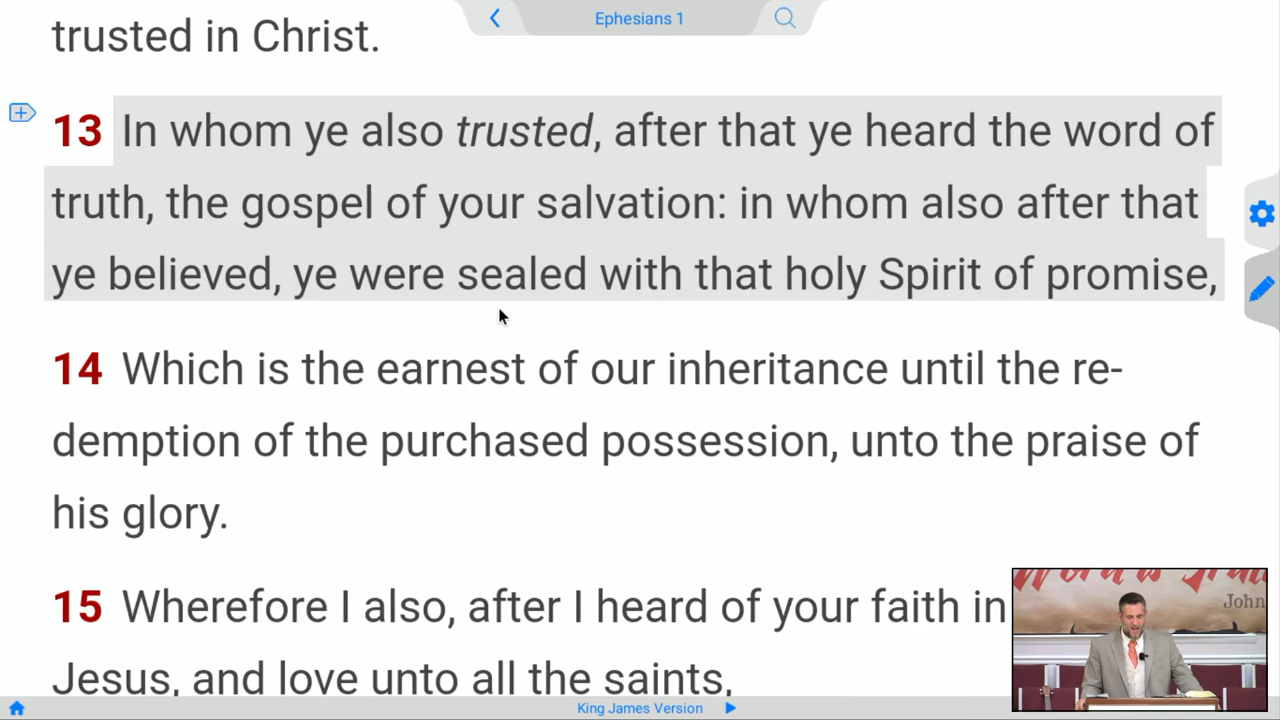 Ephesians 1
trusted in Christ.
13 In whom ye also trusted, after that ye heard the word of
truth, the gospel of your salvation: in whom also after that
ye believed, ye were sealed with that holy Spirit of promise,
14 Which is the earnest of our inheritance until the re-
demption of the purchased possession, unto the praise of
his glory.
15 Wherefore I also, after I heard of your faith in
Jesus, and love unto all the saints,
John
King James Version